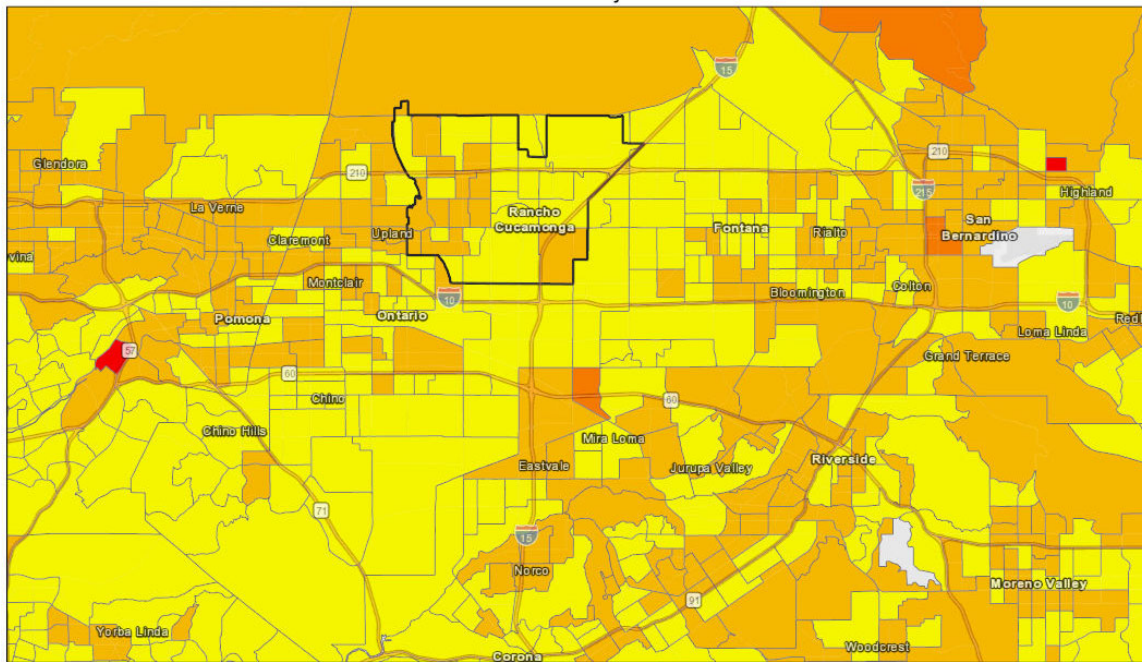 15
Glendora
210
210
Highland
La Verne
215
Rancho
Cucamonga
San
Bernardino
Upland
Fontana
Rialto
Claremont
vina
Montclair
Bloomington
Colton
10
10
Pomona
Ontario
Redl
Loma Linda
57
Grand Terrace
60
Chino
60
Chino Hills
Mira Loma
Eastvale
Jurupa Valley
Riverside
71
15
Norco
Moreno Valley
91
Yorba Linda
Woodcrest
Corona